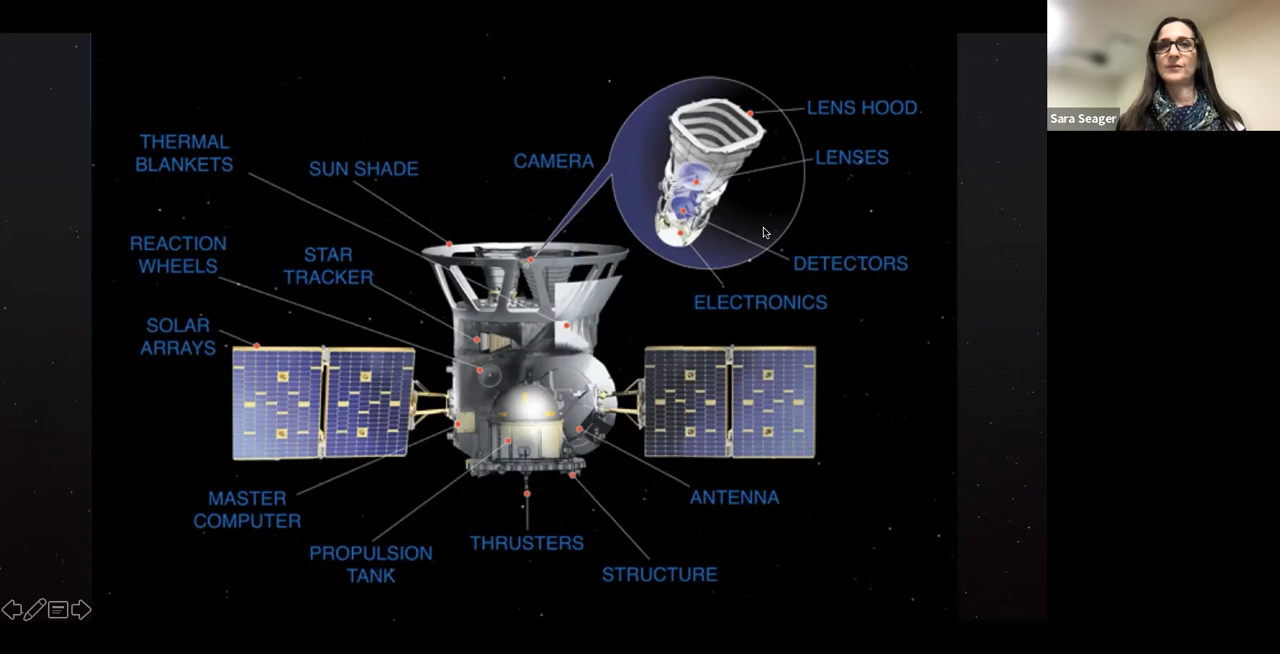 LENS HOOD
Sara Seager
THERMAL
BLANKETS
SUN SHADE
CAMERA
LENSES
REACTION
WHEELS
STAR
TRACKER
DETECTORS
ELECTRONICS
SOLAR
ARRAYS
MASTER
COMPUTER
ANTENNA
PROPULSION
TANK
THRUSTERS
STRUCTURE